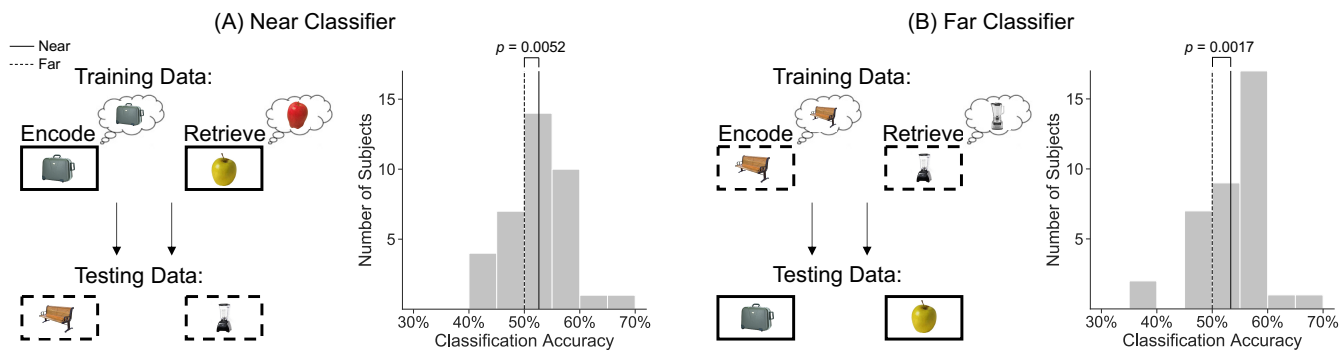 (A) Near Classifier
Near
Far
Training Data:
Encode
Retrieve
Testing Data:
p = 0.0052
Number of Subjects
15
10
5
30% 40% 50% 60% 70%
Classification Accuracy
(B) Far Classifier
Training Data:
Encode
Retrieve
Testing Data:
p = 0.0017
Number of Subjects
15
10
5
30% 40% 50% 60% 70%
Classification Accuracy